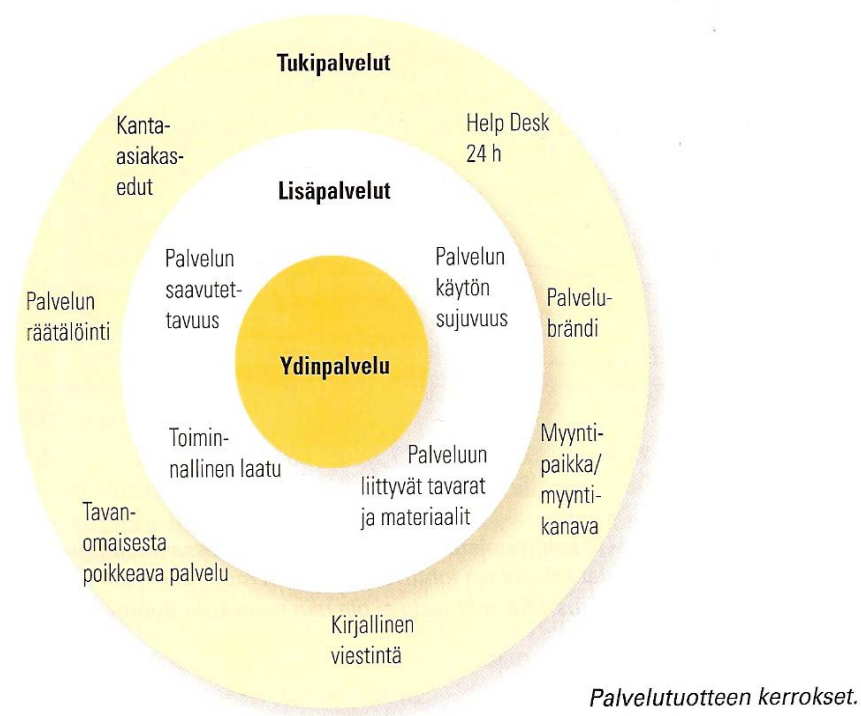 Tukipalvelut
Kanta-
asiakas-
edut
Help Desk
24 h
Lisäpalvelut
Palvelun
saavutet-
tavuus
Palvelun
käytön
sujuvuus
Palvelun
räätälöinti
Palvelu-
brändi
Ydinpalvelu
Toimin-
nallinen laatu
Palveluun
liittyvät tavarat
ja materiaalit
Myynti-
paikka/
myynti-
kanava
Tavan-
omaisesta
poikkeava palvelu
Kirjallinen
viestintä
Palvelutuotteen kerrokset.